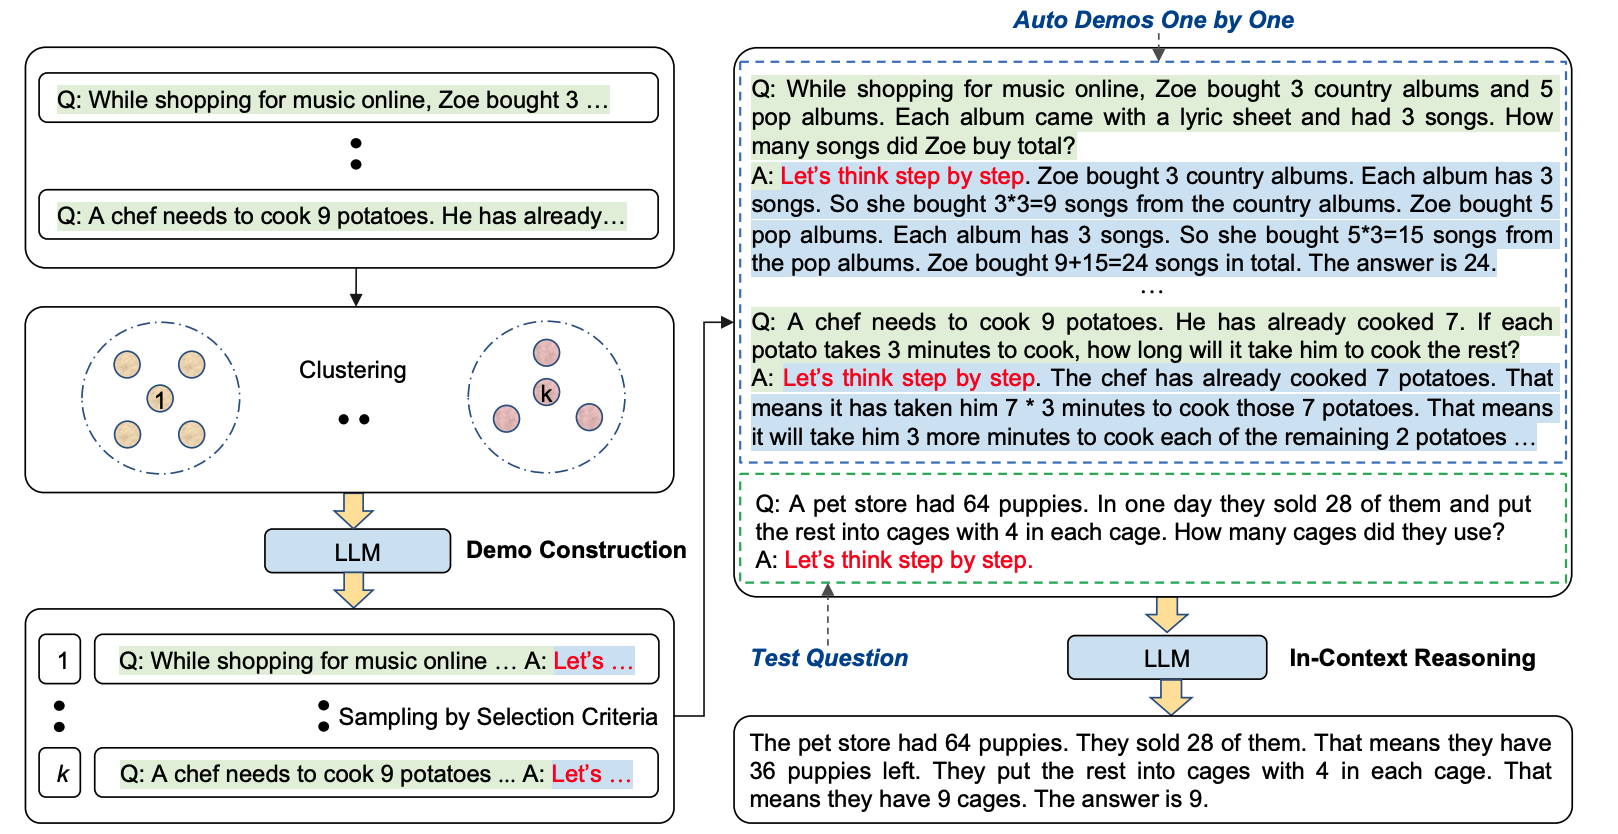 Q: While shopping for music online, Zoe bought 3 …
Q: A chef needs to cook 9 potatoes. He has already…
Clustering
1
k
LLM
Demo Construction
1
Q: While shopping for music online … A: Let’s …
Sampling by Selection Criteria
k
Q: A chef needs to cook 9 potatoes ... A: Let’s …
Auto Demos One by One
Q: While shopping for music online, Zoe bought 3 country albums and 5
pop albums. Each album came with a lyric sheet and had 3 songs. How
many songs did Zoe buy total?
A: Let’s think step by step. Zoe bought 3 country albums. Each album has 3
songs. So she bought 3*3=9 songs from the country albums. Zoe bought 5
pop albums. Each album has 3 songs. So she bought 5*3=15 songs from
the pop albums. Zoe bought 9+15=24 songs in total. The answer is 24.
…
Q: A chef needs to cook 9 potatoes. He has already cooked 7. If each
potato takes 3 minutes to cook, how long will it take him to cook the rest?
A: Let’s think step by step. The chef has already cooked 7 potatoes. That
means it has taken him 7 * 3 minutes to cook those 7 potatoes. That means
it will take him 3 more minutes to cook each of the remaining 2 potatoes …
Q: A pet store had 64 puppies. In one day they sold 28 of them and put
the rest into cages with 4 in each cage. How many cages did they use?
A: Let’s think step by step.
Test Question
LLM
In-Context Reasoning
The pet store had 64 puppies. They sold 28 of them. That means they have
36 puppies left. They put the rest into cages with 4 in each cage. That
means they have 9 cages. The answer is 9.